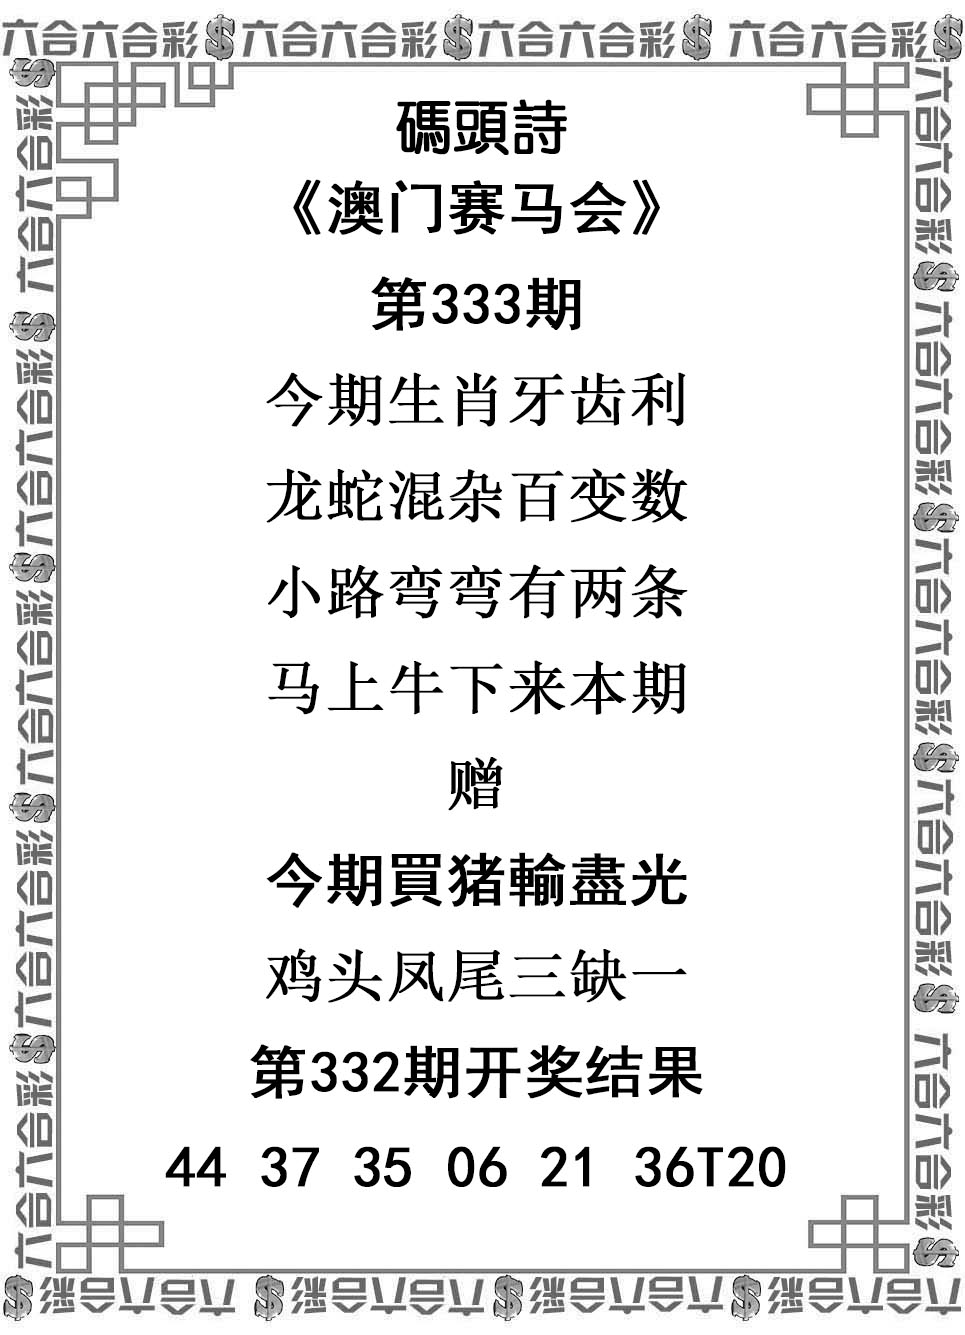 六合六合彩$六合六合彩$六合六合彩$六合六合彩$
碼頭詩
《澳门赛马会》
第333期
今期生肖牙齿利
龙蛇混杂百变数
小路弯弯有两条
马上牛下来本期
赠
今期買猪輸盡光
鸡头凤尾三缺一
第332期开奖结果
44 37 35 06 21 36T20
六合六合彩$六合六合彩$六合六合彩$六合六合彩$